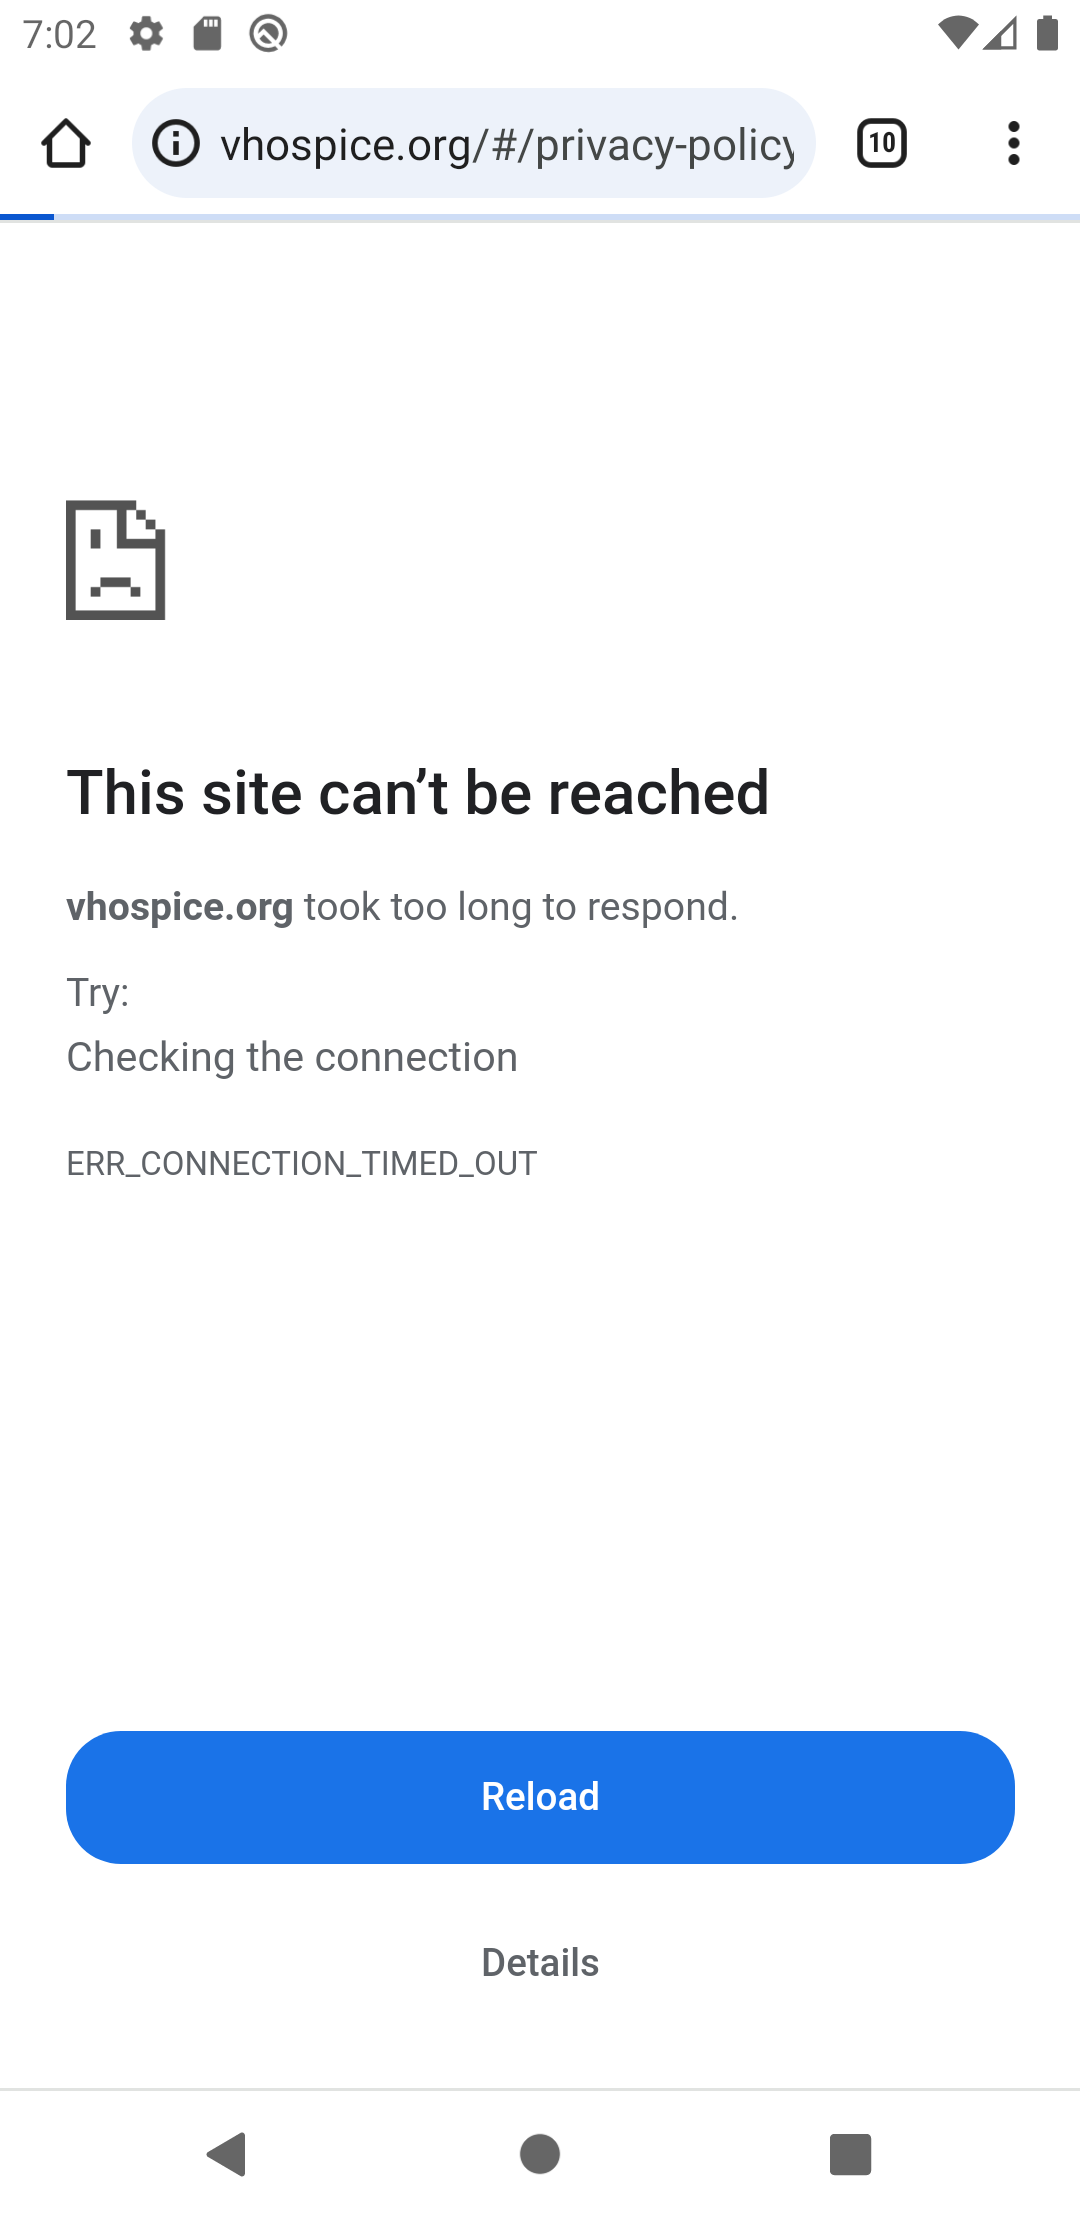 7:02
vhospice.org/#/privacy-policy
10
This site can’t be reached
vhospice.org took too long to respond.
Try:
Checking the connection
ERR_CONNECTION_TIMED_OUT
Reload
Details